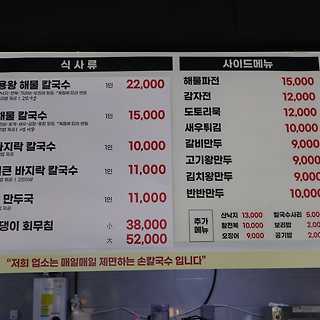 식 사 류
용왕 해물 칼국수 1인 22,000
해물 칼국수 1인 15,000
바지락 칼국수 1인 10,000
얼큰 바지락 칼국수 1인 11,000
만두국 1인 11,000
회무침 小 38,000
大 52,000
사이드메뉴
해물파전 15,000
감자전 12,000
도토리묵 12,000
새우튀김 10,000
갈비만두 9,000
고기왕만두 9,000
김치왕만두 9,000
반반만두 10,000
추가메뉴
산낙지 13,000 칼국수사리 5,00
활전복 10,000 보리밥 2,00
오징어 9,000 공기밥 2,00
"저희 업소는 매일매일 제면하는 손칼국수 입니다"